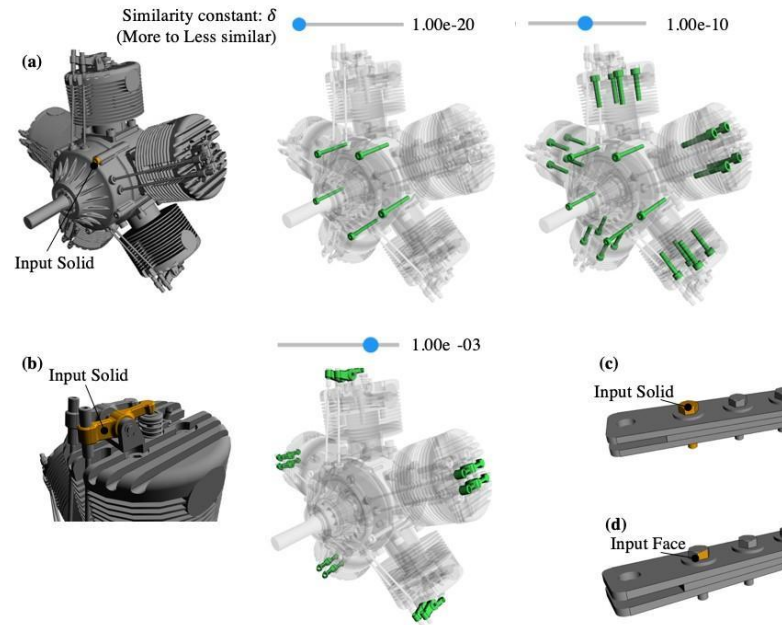 Similarity constant: δ
(More to Less similar)
1.00e-20
1.00e-10
(a)
Input Solid
1.00e -03
(b)
Input Solid
(c)
Input Solid
(d)
Input Face